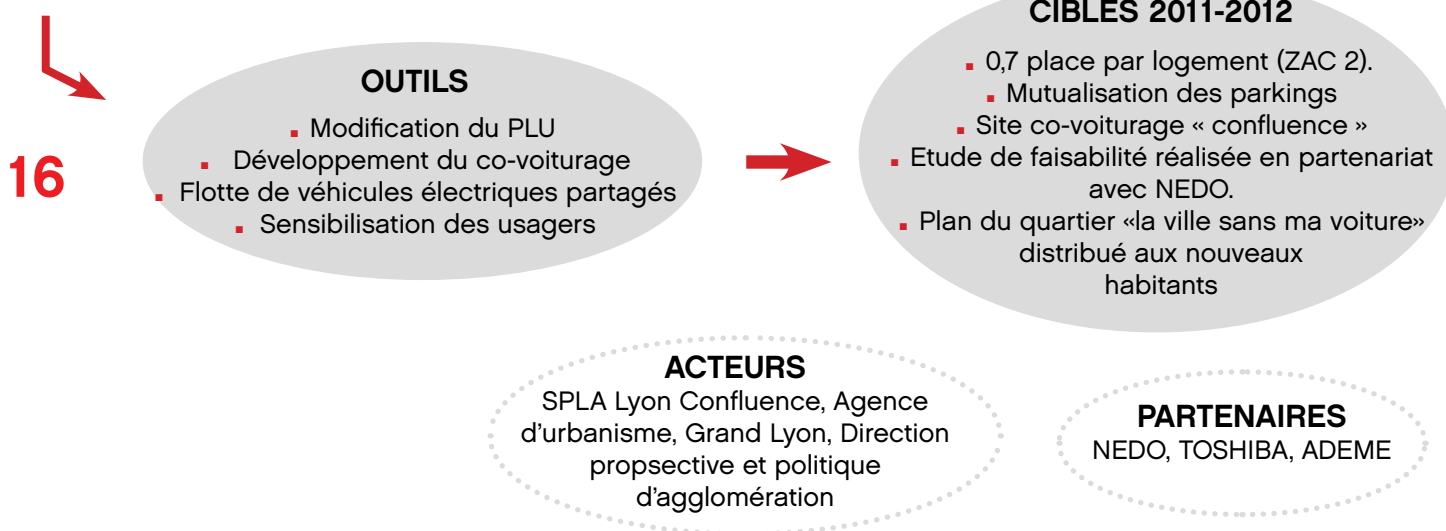 16
OUTILS
▪ Modification du PLU
▪ Développement du co-voiturage
▪ Flotte de véhicules électriques partagés
▪ Sensibilisation des usagers
CIBLES 2011-2012
▪ 0,7 place par logement (ZAC 2).
▪ Mutualisation des parkings
▪ Site co-voiturage « confluence »
▪ Etude de faisabilité réalisée en partenariat
avec NEDO.
▪ Plan du quartier «la ville sans ma voiture»
distribué aux nouveaux
habitants
ACTEURS
SPLA Lyon Confluence, Agence
d'urbanisme, Grand Lyon, Direction
propsective et politique
d'agglomération
PARTENAIRES
NEDO, TOSHIBA, ADEME